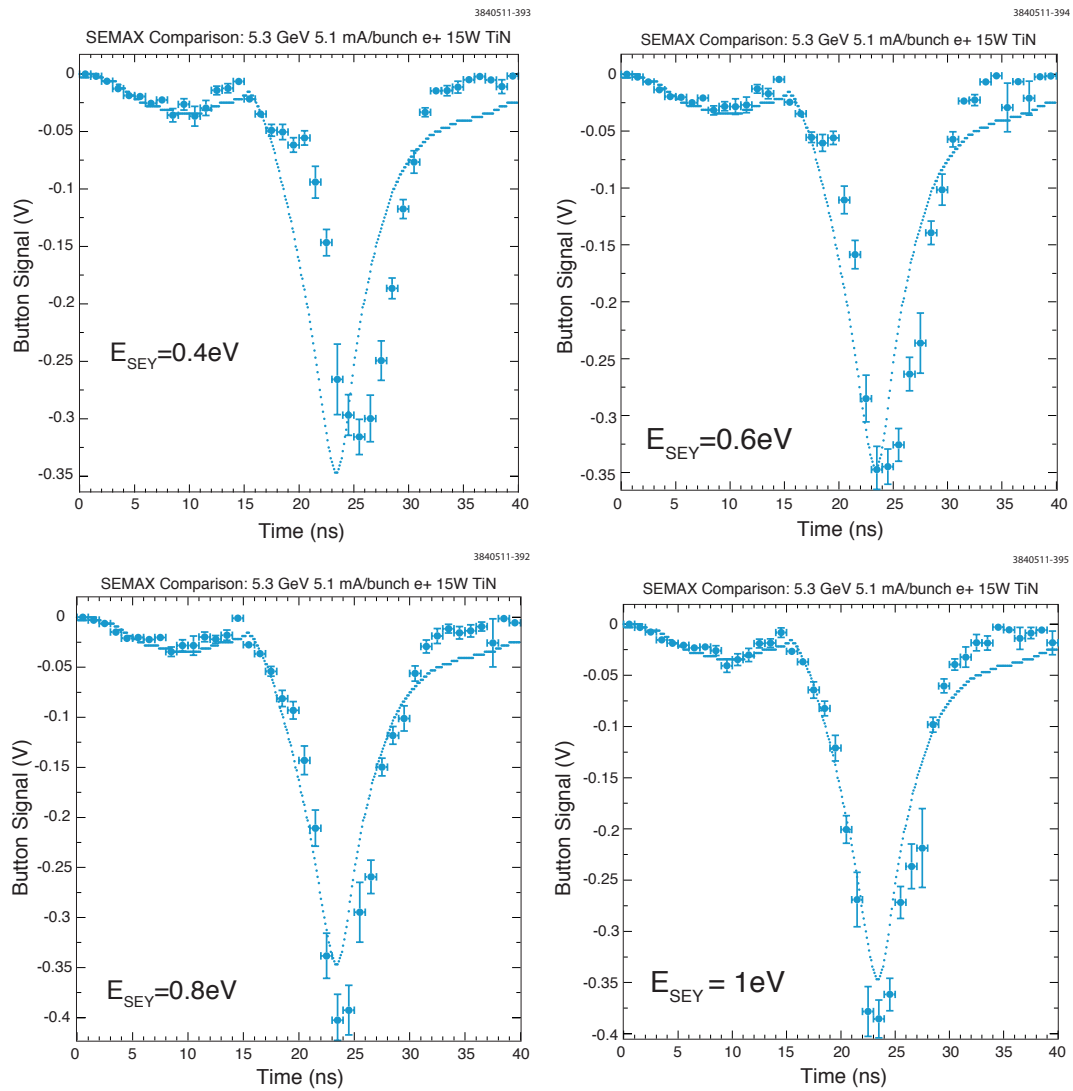 3840511-393
SEMAX Comparison: 5.3 GeV 5.1 mA/bunch e+ 15W TiN
0
-0.05
-0.1
-0.15
-0.2
-0.25
-0.3
-0.35
Button Signal (V)
E_SEY=0.4eV
0 5 10 15 20 25 30 35 40
Time (ns)
3840511-394
SEMAX Comparison: 5.3 GeV 5.1 mA/bunch e+ 15W TiN
0
-0.05
-0.1
-0.15
-0.2
-0.25
-0.3
-0.35
Button Signal (V)
E_SEY=0.6eV
0 5 10 15 20 25 30 35 40
Time (ns)
3840511-392
SEMAX Comparison: 5.3 GeV 5.1 mA/bunch e+ 15W TiN
0
-0.05
-0.1
-0.15
-0.2
-0.25
-0.3
-0.35
-0.4
Button Signal (V)
E_SEY=0.8eV
0 5 10 15 20 25 30 35 40
Time (ns)
3840511-395
SEMAX Comparison: 5.3 GeV 5.1 mA/bunch e+ 15W TiN
0
-0.05
-0.1
-0.15
-0.2
-0.25
-0.3
-0.35
-0.4
Button Signal (V)
E_SEY = 1eV
0 5 10 15 20 25 30 35 40
Time (ns)